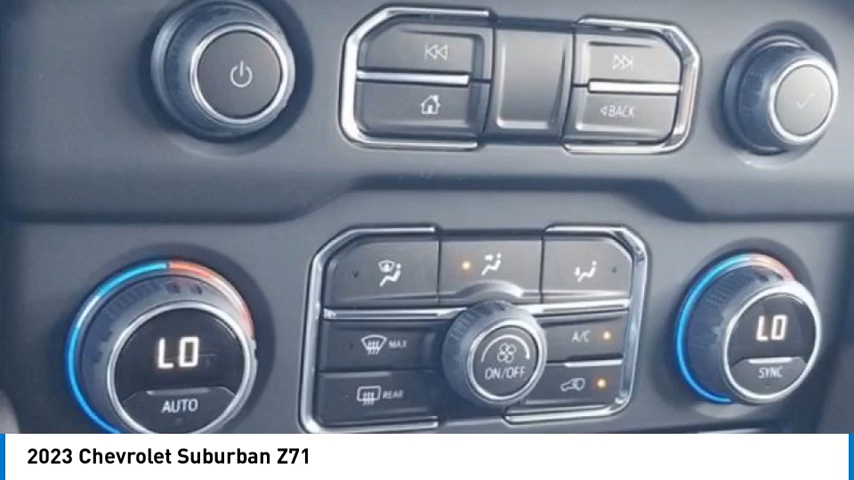 BACK
LO
AUTO
MAX
REAR
ON/OFF
A/C
LO
SYNC
2023 Chevrolet Suburban Z71